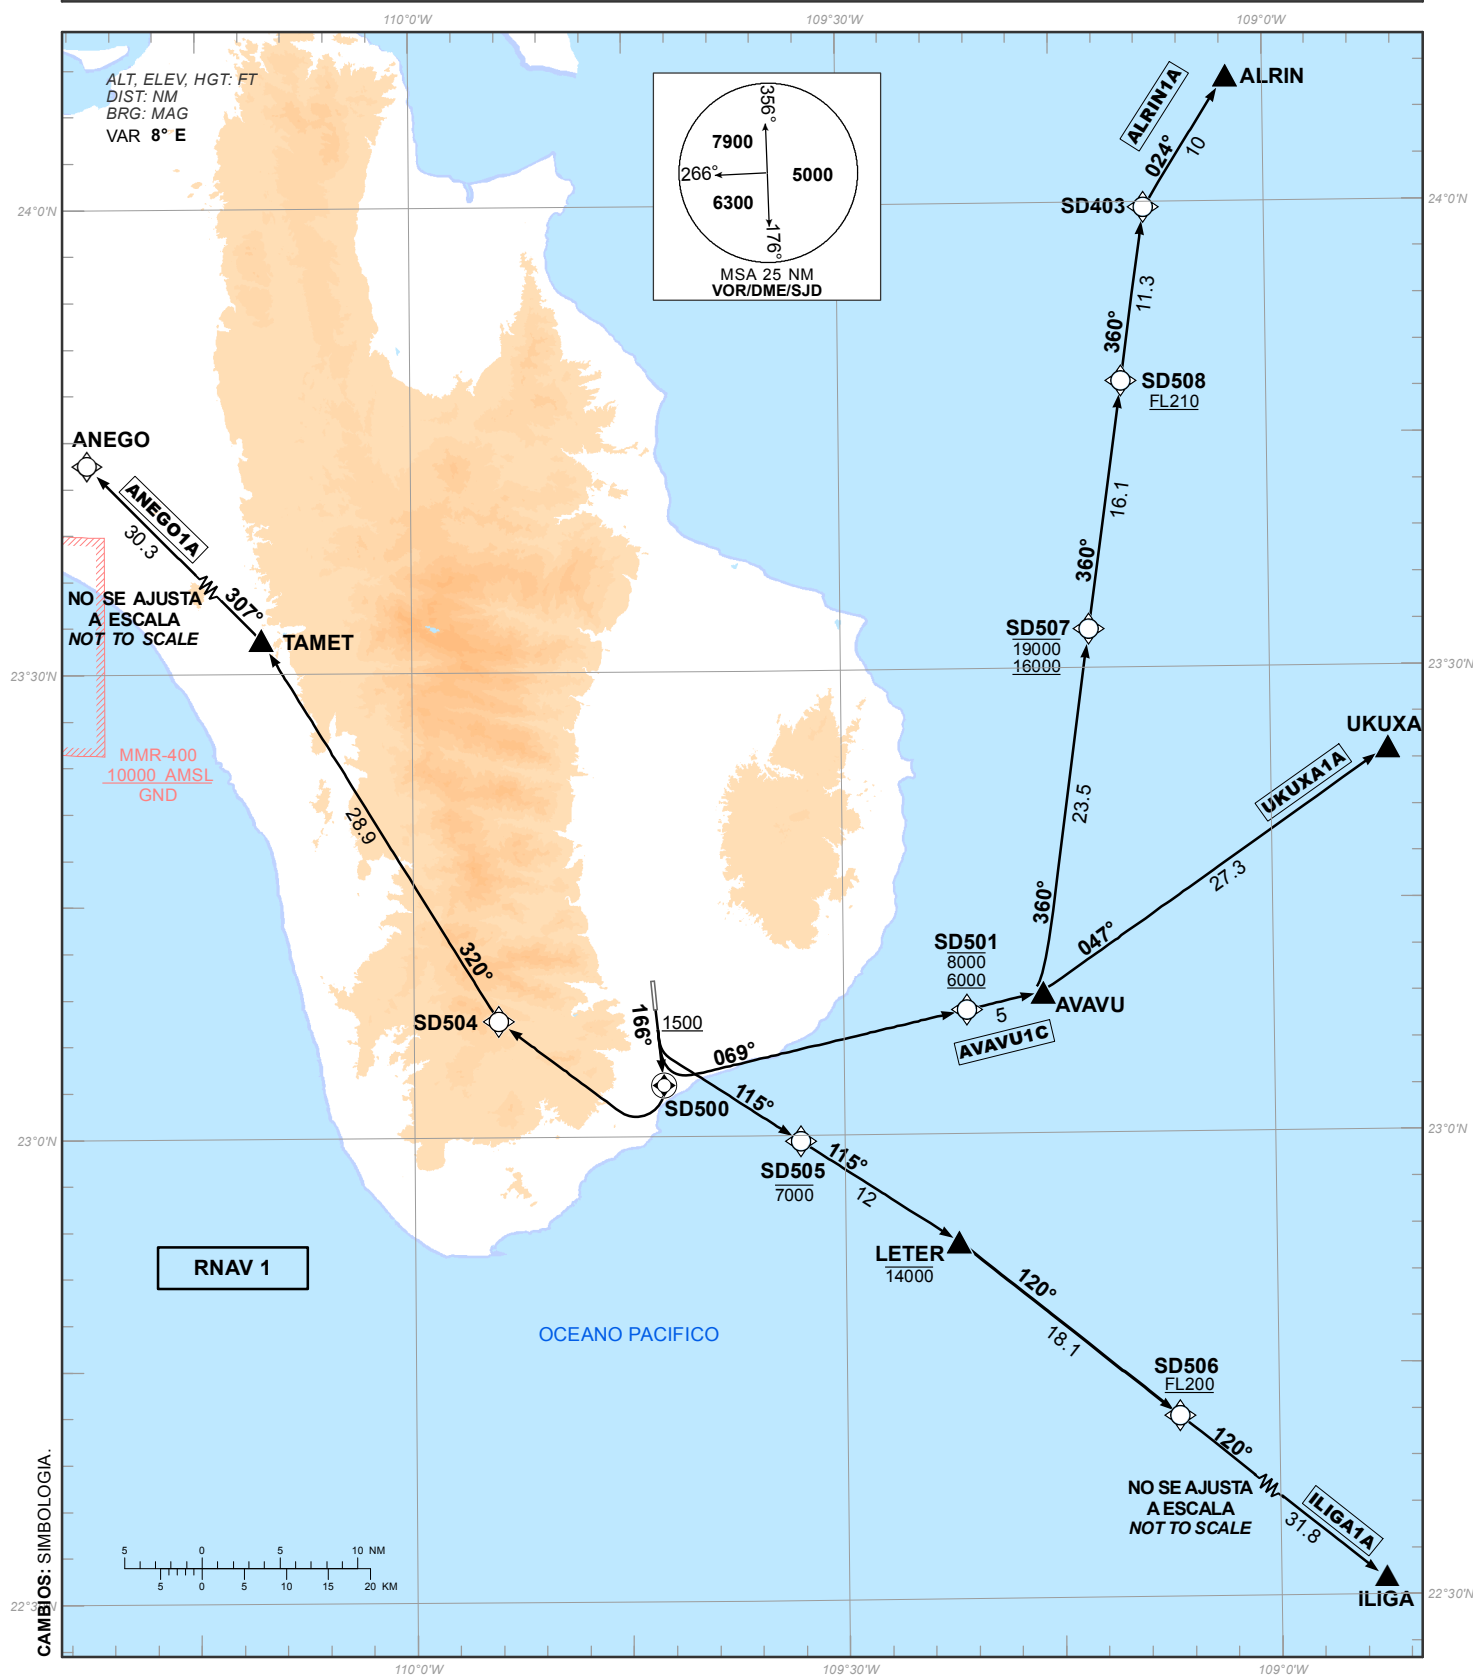 110°0'W
109°30'W
109°0'W
ALT, ELEV, HGT: FT
DIST: NM
BRG: MAG
VAR 8° E
356°
7900
266°
5000
6300
176°
MSA 25 NM
VOR/DME/SJD
ALRIN1A
ALRIN
024°
10
24°0'N
SD403
24°0'N
11.3
360°
SD508
FL210
ANEGO
ANEGO1A
30.3
16.1
360°
NO SE AJUSTA
A ESCALA
NOT TO SCALE
307°
TAMET
SD507
19000
16000
23°30'N
23°30'N
MMR-400
10000 AMSL
GND
UKUXA
UKUXA1A
28.9
23.5
27.3
360°
047°
320°
SD501
8000
6000
AVAVU
5
AVAVU1C
SD504
166°
1500
069°
SD500
115°
23°0'N
23°0'N
SD505
7000
115°
12
LETER
14000
RNAV 1
120°
18.1
OCEANO PACIFICO
SD506
FL200
120°
NO SE AJUSTA
A ESCALA
NOT TO SCALE
ILIGA1A
31.8
ILIGA
5 0 5 10 NM
5 0 5 10 15 20 KM
CAMBIOS: SIMBOLOGIA.
22°30'N
22°30'N
110°0'W
109°30'W
109°0'W